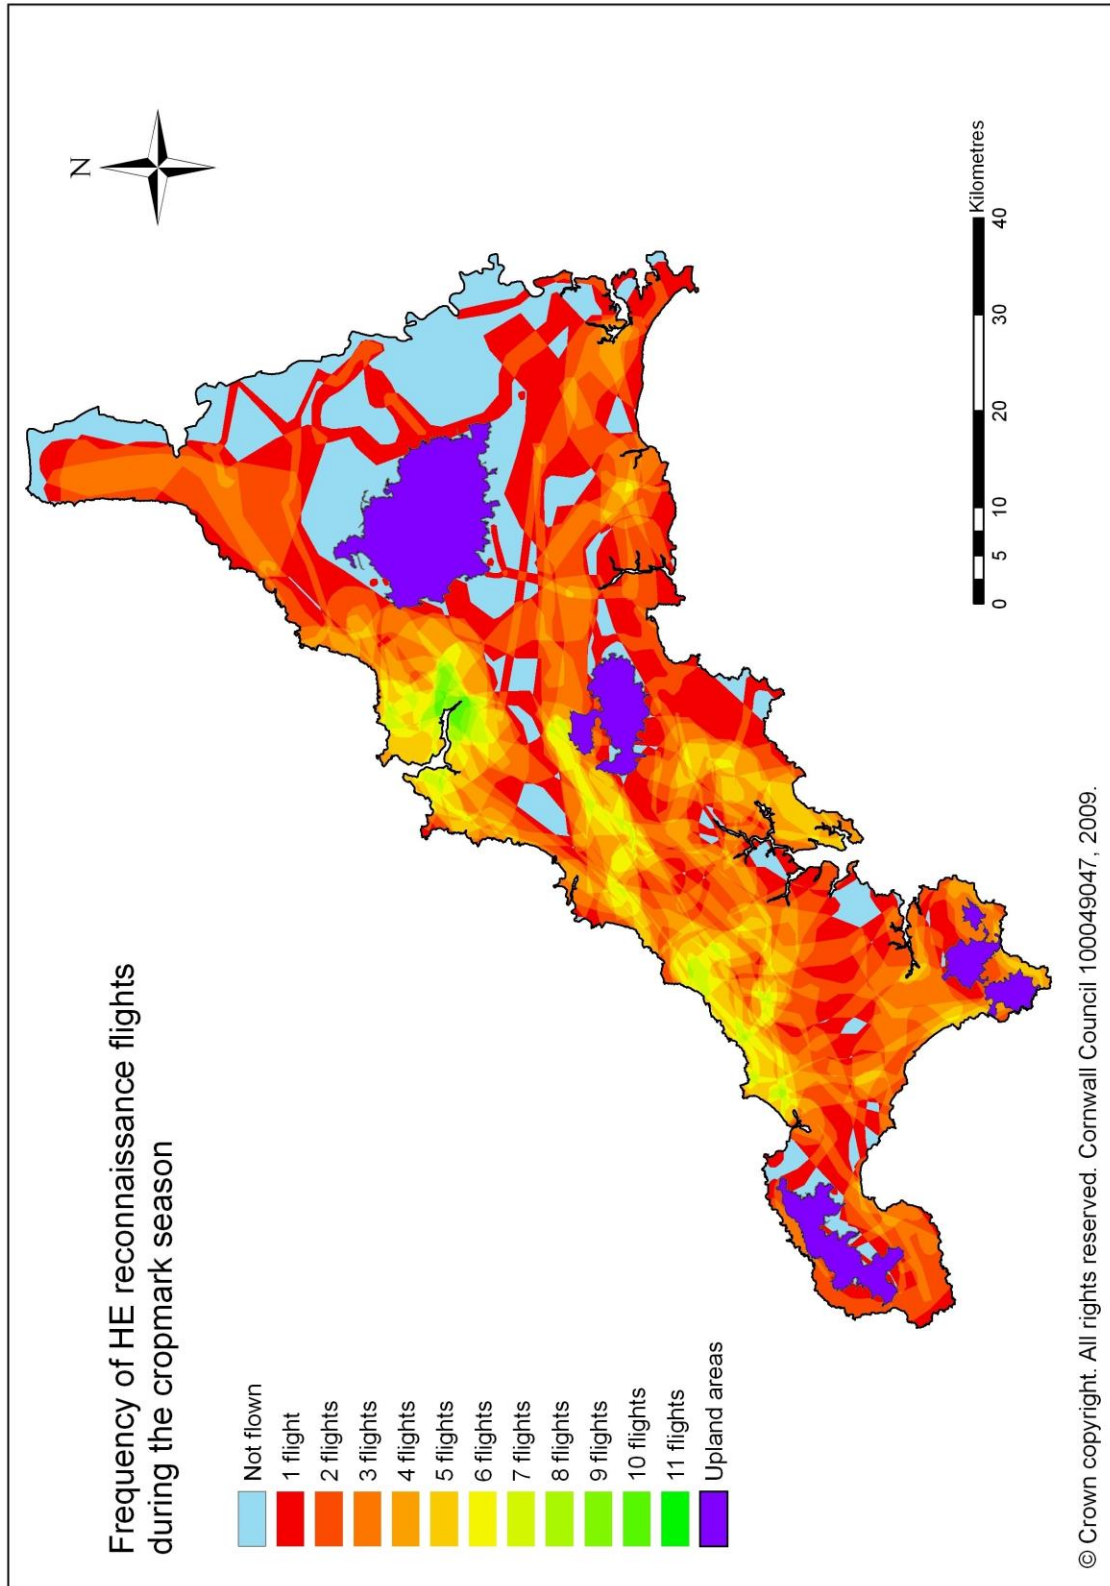 Frequency of HE reconnaissance flights
during the cropmark season
N
Not flown
1 flight
2 flights
3 flights
4 flights
5 flights
6 flights
7 flights
8 flights
9 flights
10 flights
11 flights
Upland areas
0 5 10 20 30 40
Kilometres
© Crown copyright. All rights reserved. Cornwall Council 100049047, 2009.